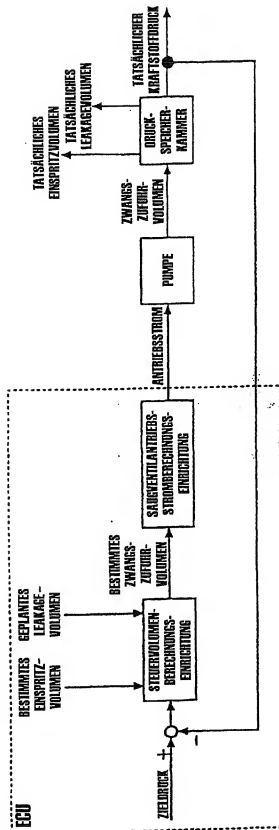 ECU
ZIELDRUCK
+
−
BESTIMMTES
EINSPRITZ-
VOLUMEN
GEPLANTES
LEAKAGE-
VOLUMEN
STEUERVOLUMEN-
BERECHNUNGS-
EINRICHTUNG
BESTIMMTES
ZWANGS-
ZUFUHR-
VOLUMEN
SAUGVENTILANTRIEBS-
STROMBERECHNUNGS-
EINRICHTUNG
ANTRIEBSSTROM
PUMPE
ZWANGS-
ZUFUHR-
VOLUMEN
DRUCK-
SPEICHER-
KAMMER
TATSÄCHLICHES
EINSPRITZVOLUMEN
TATSÄCHLICHES
LEAKAGEVOLUMEN
TATSÄCHLICHER
KRAFTSTOFFDRUCK